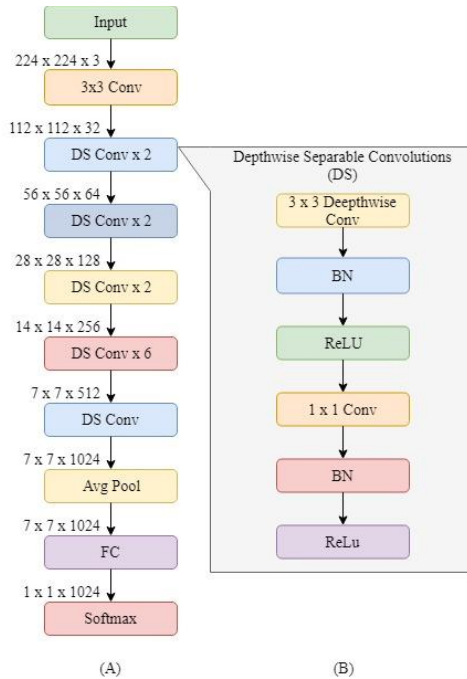 Input
224 x 224 x 3
3x3 Conv
112 x 112 x 32
DS Conv x 2
56 x 56 x 64
DS Conv x 2
28 x 28 x 128
DS Conv x 2
14 x 14 x 256
DS Conv x 6
7 x 7 x 512
DS Conv
7 x 7 x 1024
Avg Pool
7 x 7 x 1024
FC
1 x 1 x 1024
Softmax
(A)
Depthwise Separable Convolutions
(DS)
3 x 3 Deepthwise
Conv
BN
ReLU
1 x 1 Conv
BN
ReLu
(B)